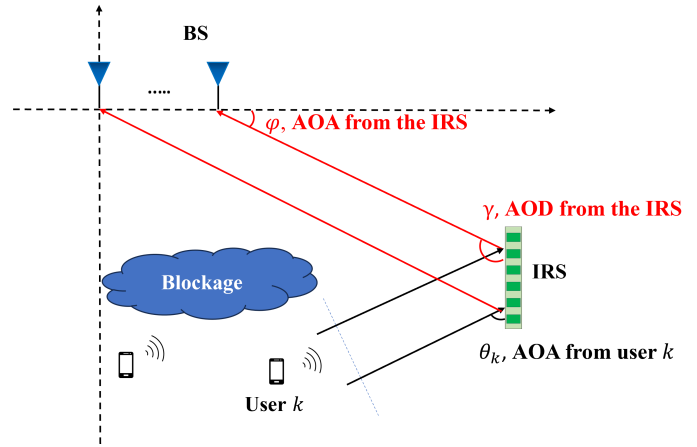 BS
.....
φ, AOA from the IRS
γ, AOD from the IRS
Blockage
IRS
θₖ, AOA from user k
User k